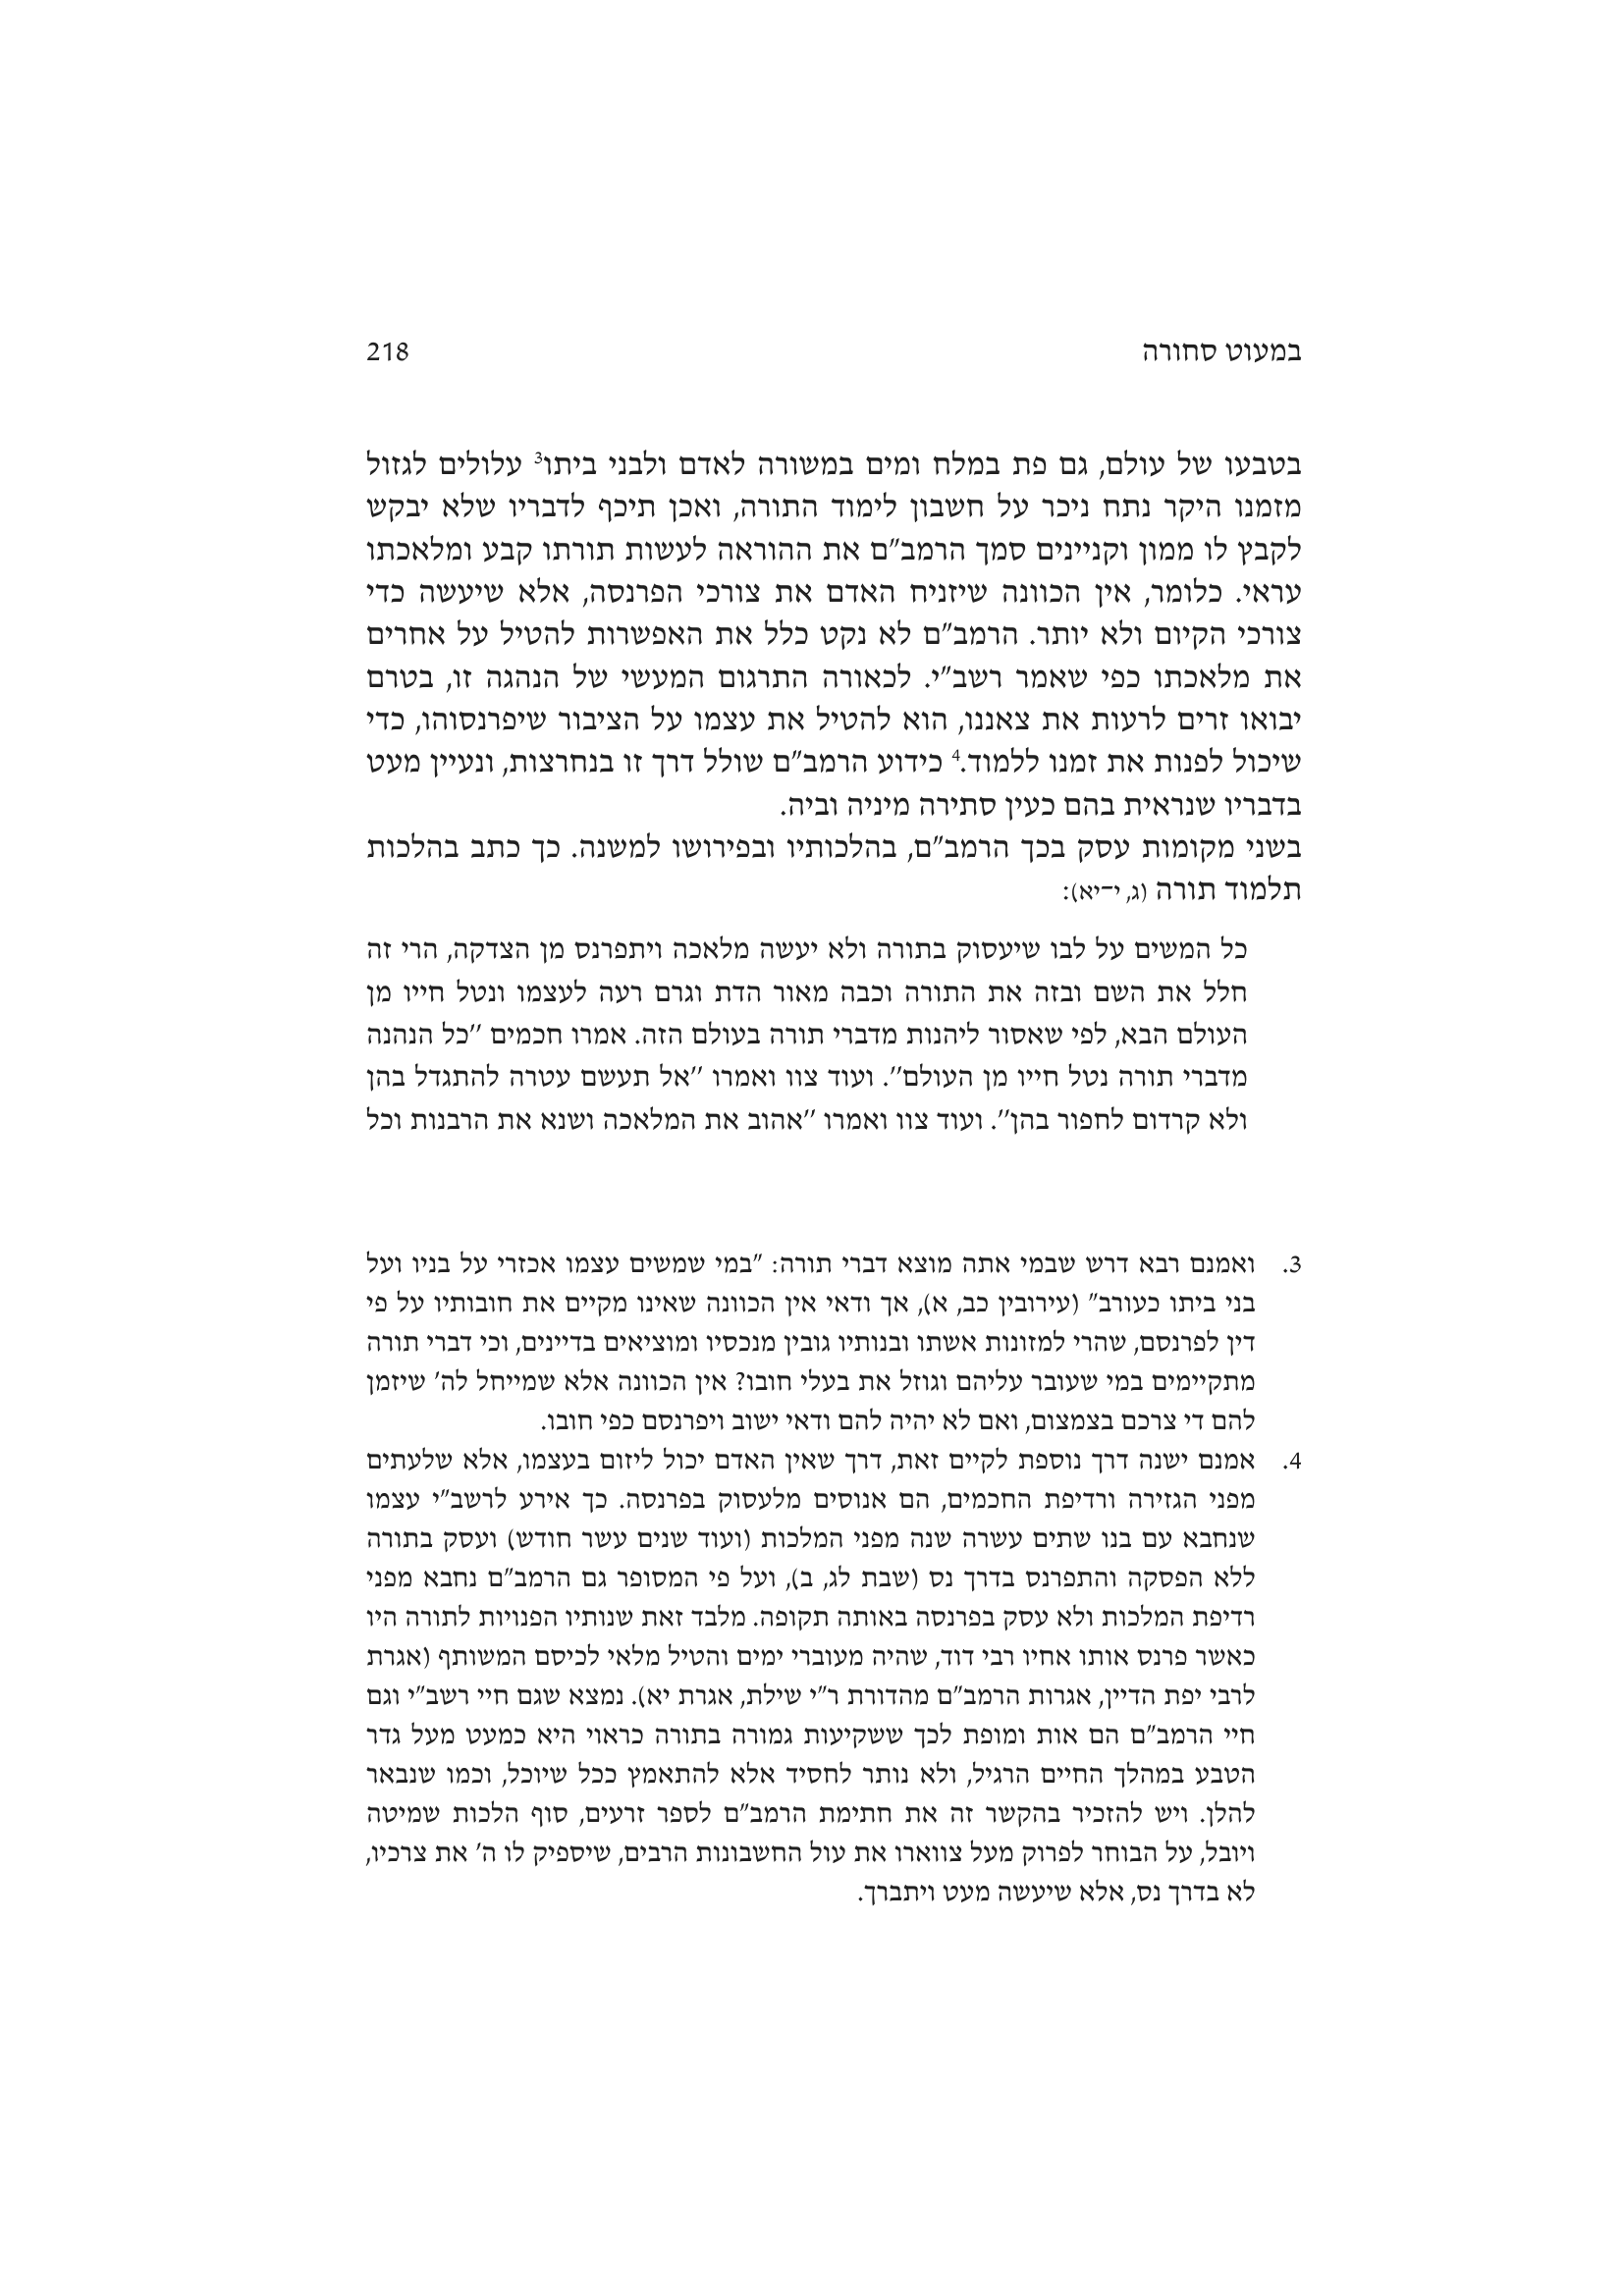 במעוט סחורה 218
בטבעו של עולם, גם פת במלח ומים במשורה לאדם ולבני ביתו3 עלולים לגזול
מזמנו היקר נתח ניכר על חשבון לימוד התורה, ואכן תיכף לדבריו שלא יבקש
לקבץ לו ממון וקניינים סמך הרמב"ם את ההוראה לעשות תורתו קבע ומלאכתו
עראי. כלומר, אין הכוונה שיזניח האדם את צורכי הפרנסה, אלא שיעשה כדי
צורכי הקיום ולא יותר. הרמב"ם לא נקט כלל את האפשרות להטיל על אחרים
את מלאכתו כפי שאמר רשב"י. לכאורה התרגום המעשי של הנהגה זו, בטרם
יבואו זרים לרעות את צאננו, הוא להטיל את עצמו על הציבור שיפרנסוהו, כדי
שיכול לפנות את זמנו ללמוד.4 כידוע הרמב"ם שולל דרך זו בנחרצות, ונעיין מעט
בדבריו שנראית בהם כעין סתירה מיניה וביה.
בשני מקומות עסק בכך הרמב"ם, בהלכותיו ובפירושו למשנה. כך כתב בהלכות
תלמוד תורה (ג, י־יא):
כל המשים על לבו שיעסוק בתורה ולא יעשה מלאכה ויתפרנס מן הצדקה, הרי זה
חלל את השם ובזה את התורה וכבה מאור הדת וגרם רעה לעצמו ונטל חייו מן
העולם הבא, לפי שאסור ליהנות מדברי תורה בעולם הזה. אמרו חכמים ''כל הנהנה
מדברי תורה נטל חייו מן העולם''. ועוד צוו ואמרו ''אל תעשם עטרה להתגדל בהן
ולא קרדום לחפור בהן''. ועוד צוו ואמרו ''אהוב את המלאכה ושנא את הרבנות וכל
3. ואמנם רבא דרש שבמי אתה מוצא דברי תורה: "במי שמשים עצמו אכזרי על בניו ועל
בני ביתו כעורב" (עירובין כב, א), אך ודאי אין הכוונה שאינו מקיים את חובותיו על פי
דין לפרנסם, שהרי למזונות אשתו ובנותיו גובין מנכסיו ומוציאים בדיינים, וכי דברי תורה
מתקיימים במי שעובר עליהם וגוזל את בעלי חובו? אין הכוונה אלא שמייחל לה' שיזמן
להם די צרכם בצמצום, ואם לא יהיה להם ודאי ישוב ויפרנסם כפי חובו.
4. אמנם ישנה דרך נוספת לקיים זאת, דרך שאין האדם יכול ליזום בעצמו, אלא שלעתים
מפני הגזירה ורדיפת החכמים, הם אנוסים מלעסוק בפרנסה. כך אירע לרשב"י עצמו
שנחבא עם בנו שתים עשרה שנה מפני המלכות (ועוד שנים עשר חודש) ועסק בתורה
ללא הפסקה והתפרנס בדרך נס (שבת לג, ב), ועל פי המסופר גם הרמב"ם נחבא מפני
רדיפת המלכות ולא עסק בפרנסה באותה תקופה. מלבד זאת שנותיו הפנויות לתורה היו
כאשר פרנס אותו אחיו רבי דוד, שהיה מעוברי ימים והטיל מלאי לכיסם המשותף (אגרת
לרבי יפת הדיין, אגרות הרמב"ם מהדורת ר"י שילת, אגרת יא). נמצא שגם חיי רשב"י וגם
חיי הרמב"ם הם אות ומופת לכך ששקיעות גמורה בתורה כראוי היא כמעט מעל גדר
הטבע במהלך החיים הרגיל, ולא נותר לחסיד אלא להתאמץ ככל שיוכל, וכמו שנבאר
להלן. ויש להזכיר בהקשר זה את חתימת הרמב"ם לספר זרעים, סוף הלכות שמיטה
ויובל, על הבוחר לפרוק מעל צווארו את עול החשבונות הרבים, שיספיק לו ה' את צרכיו,
לא בדרך נס, אלא שיעשה מעט ויתברך.